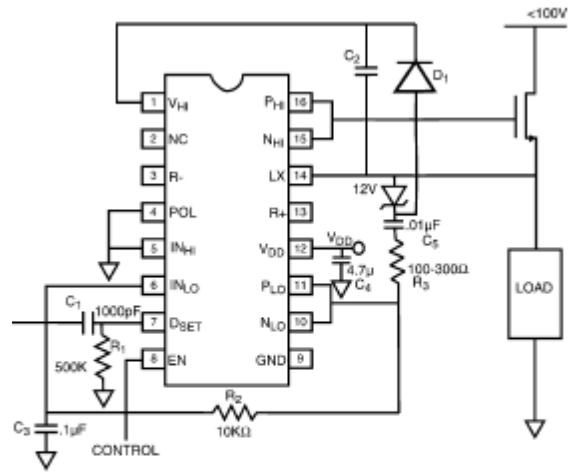 <100V
C2
D1
1 VHI
PHI 16
2 NC
NHI 15
3 R-
LX 14
12V
4 POL
R+ 13
.01µF
C5
5 INHI
VDD 12
VDD
4.7µ
C4
100-300Ω
R3
6 INLO
PLO 11
LOAD
C1
1000pF
7 DSET
NLO 10
R1
500K
8 EN
GND 9
R2
10KΩ
C3
.1µF
CONTROL